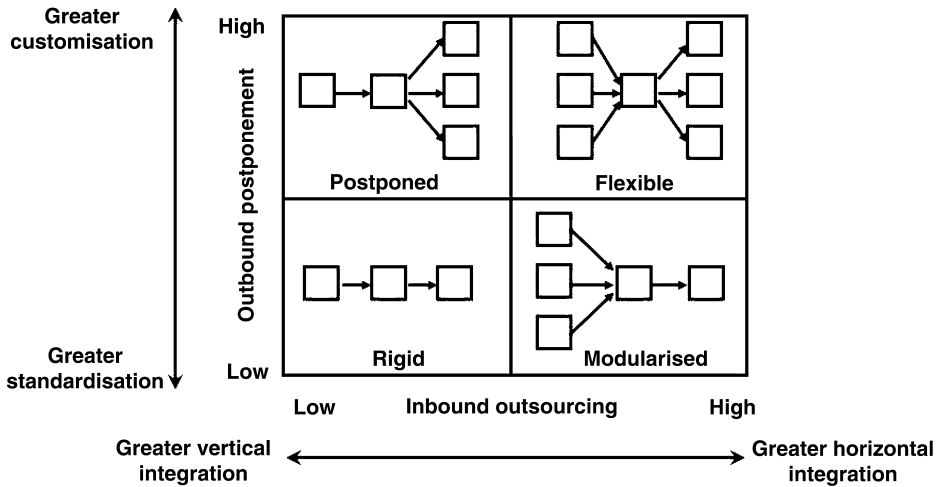 Greater
customisation
High
Outbound postponement
Postponed
Flexible
Greater
standardisation
Rigid
Modularised
Low
Low
Inbound outsourcing
High
Greater vertical
integration
Greater horizontal
integration